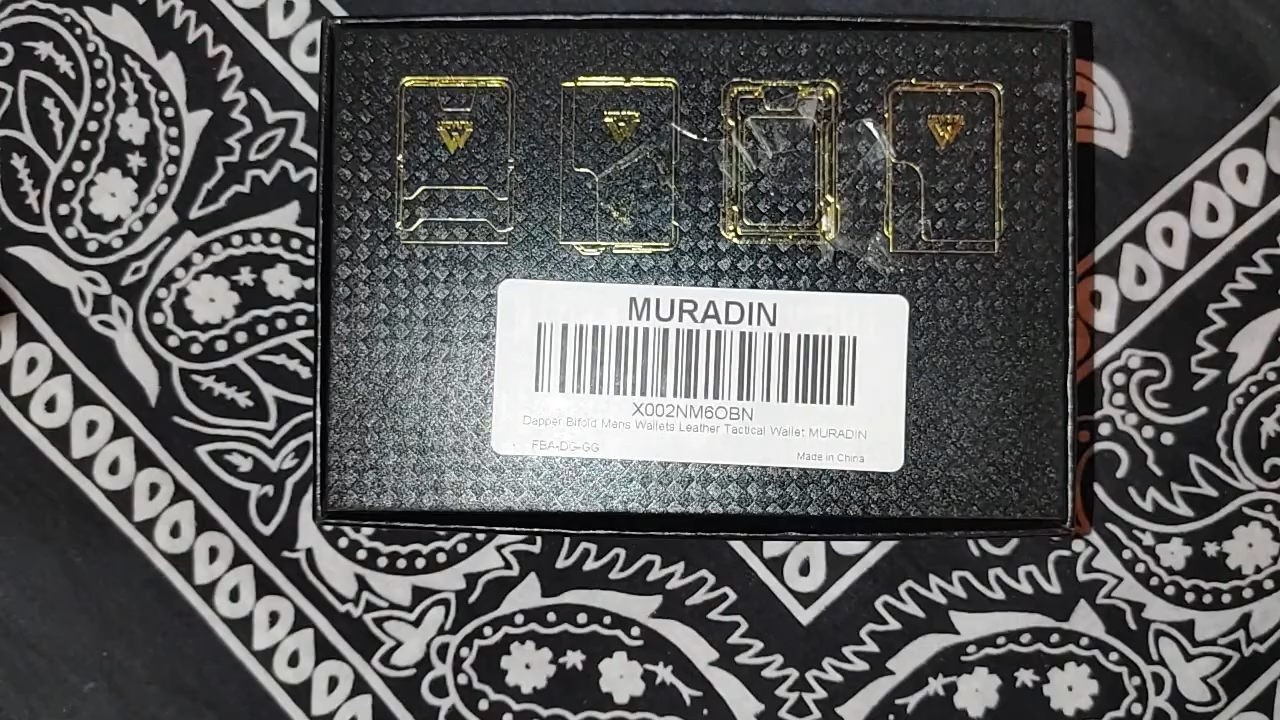 MURADIN
X002NM6OBN
Dapper Bifold Mens Wallets Leather Tactical Wallet MURADIN
FBA-DG-GG
Made in China